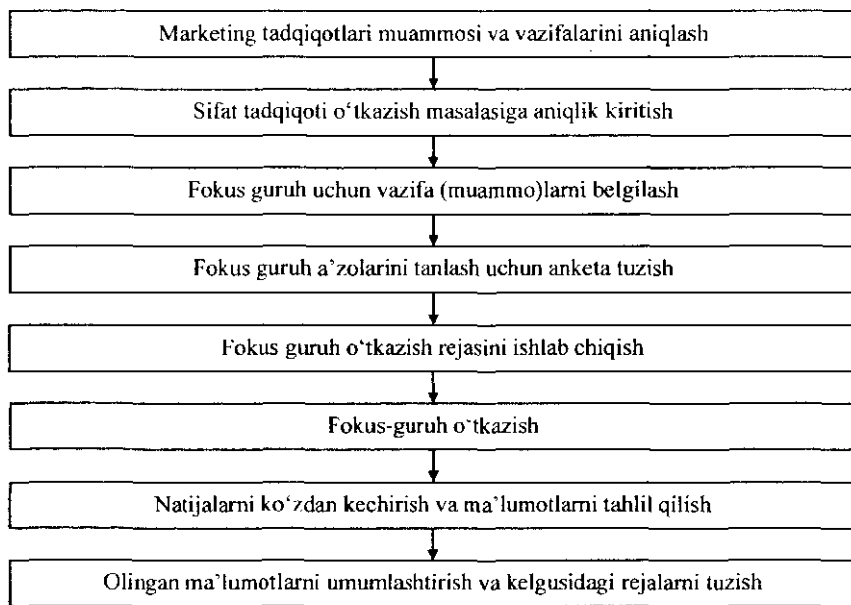 Marketing tadqiqotlari muammosi va vazifalarini aniqlash
Sifat tadqiqoti o‘tkazish masalasiga aniqlik kiritish
Fokus guruh uchun vazifa (muammo)larni belgilash
Fokus guruh a’zolarini tanlash uchun anketa tuzish
Fokus guruh o‘tkazish rejasini ishlab chiqish
Fokus-guruh o‘tkazish
Natijalarni ko‘zdan kechirish va ma’lumotlarni tahlil qilish
Olingan ma’lumotlarni umumlashtirish va kelgusidagi rejalarni tuzish